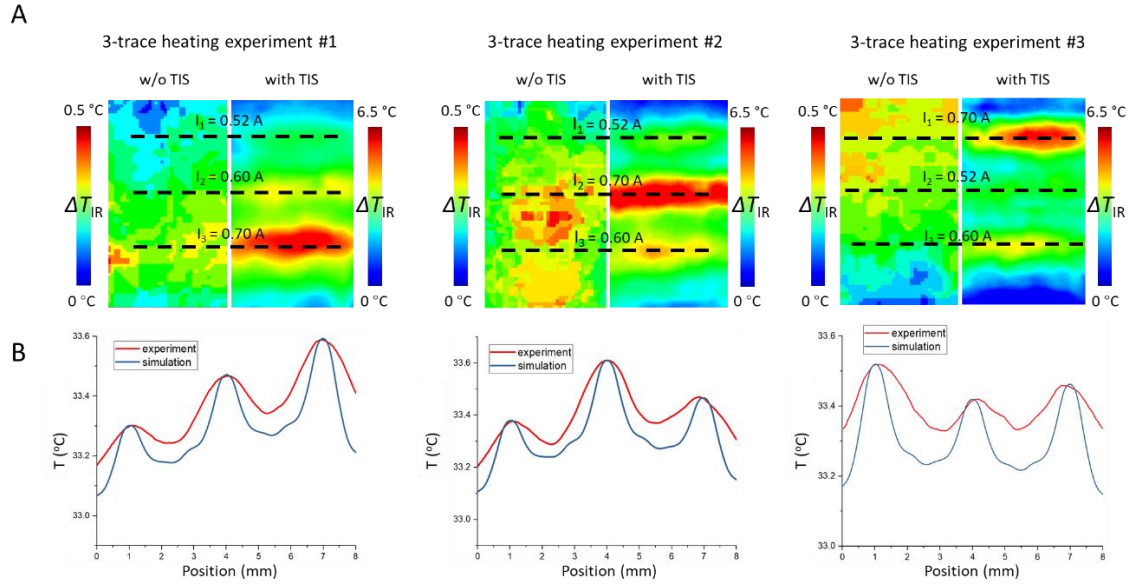 A
3-trace heating experiment #1
w/o TIS
with TIS
0.5 °C
6.5 °C
I₁ = 0.52 A
I₂ = 0.60 A
ΔT_IR
ΔT_IR
I₃ = 0.70 A
0 °C
0 °C
3-trace heating experiment #2
w/o TIS
with TIS
0.5 °C
6.5 °C
I₁ = 0.52 A
I₂ = 0.70 A
ΔT_IR
ΔT_IR
I₃ = 0.60 A
0 °C
0 °C
3-trace heating experiment #3
w/o TIS
with TIS
0.5 °C
6.5 °C
I₁ = 0.70 A
I₂ = 0.52 A
ΔT_IR
ΔT_IR
I₃ = 0.60 A
0 °C
0 °C
B
33.6
33.4
33.2
33.0
T (°C)
experiment
simulation
0 1 2 3 4 5 6 7 8
Position (mm)
33.6
33.4
33.2
33.0
T (°C)
experiment
simulation
0 1 2 3 4 5 6 7 8
Position (mm)
33.6
33.4
33.2
33.0
T (°C)
experiment
simulation
0 1 2 3 4 5 6 7 8
Position (mm)